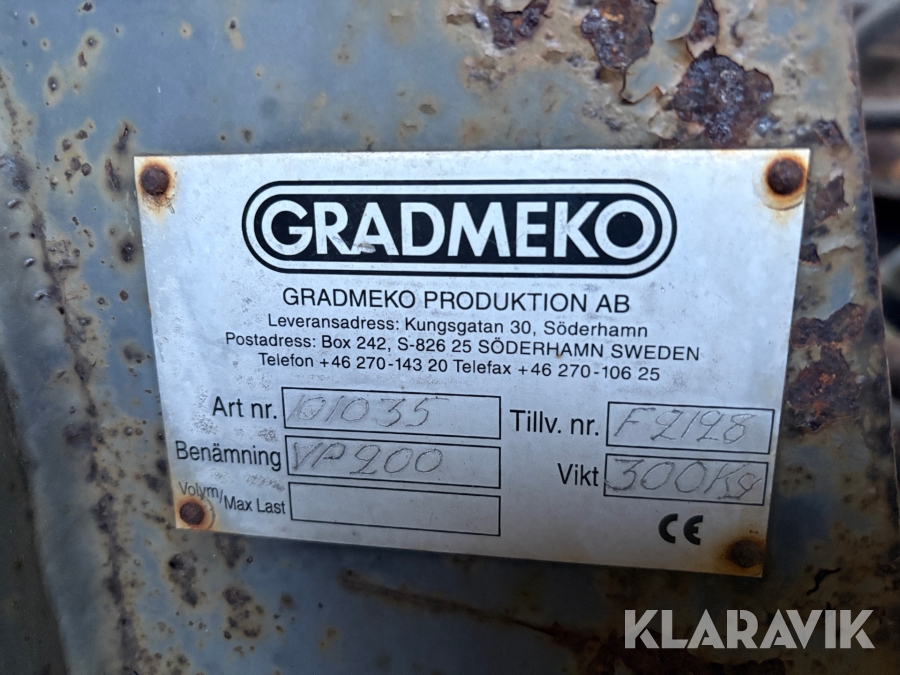 GRADMEKO
GRADMEKO PRODUKTION AB
Leveransadress: Kungsgatan 30, Söderhamn
Postadress: Box 242, S-826 25 SÖDERHAMN SWEDEN
Telefon +46 270-143 20 Telefax +46 270-106 25
Art nr. 101035 Tillv. nr. F2128
Benämning VP200 Vikt 300Kg
Volym/Max Last
CE
KLARAVIK